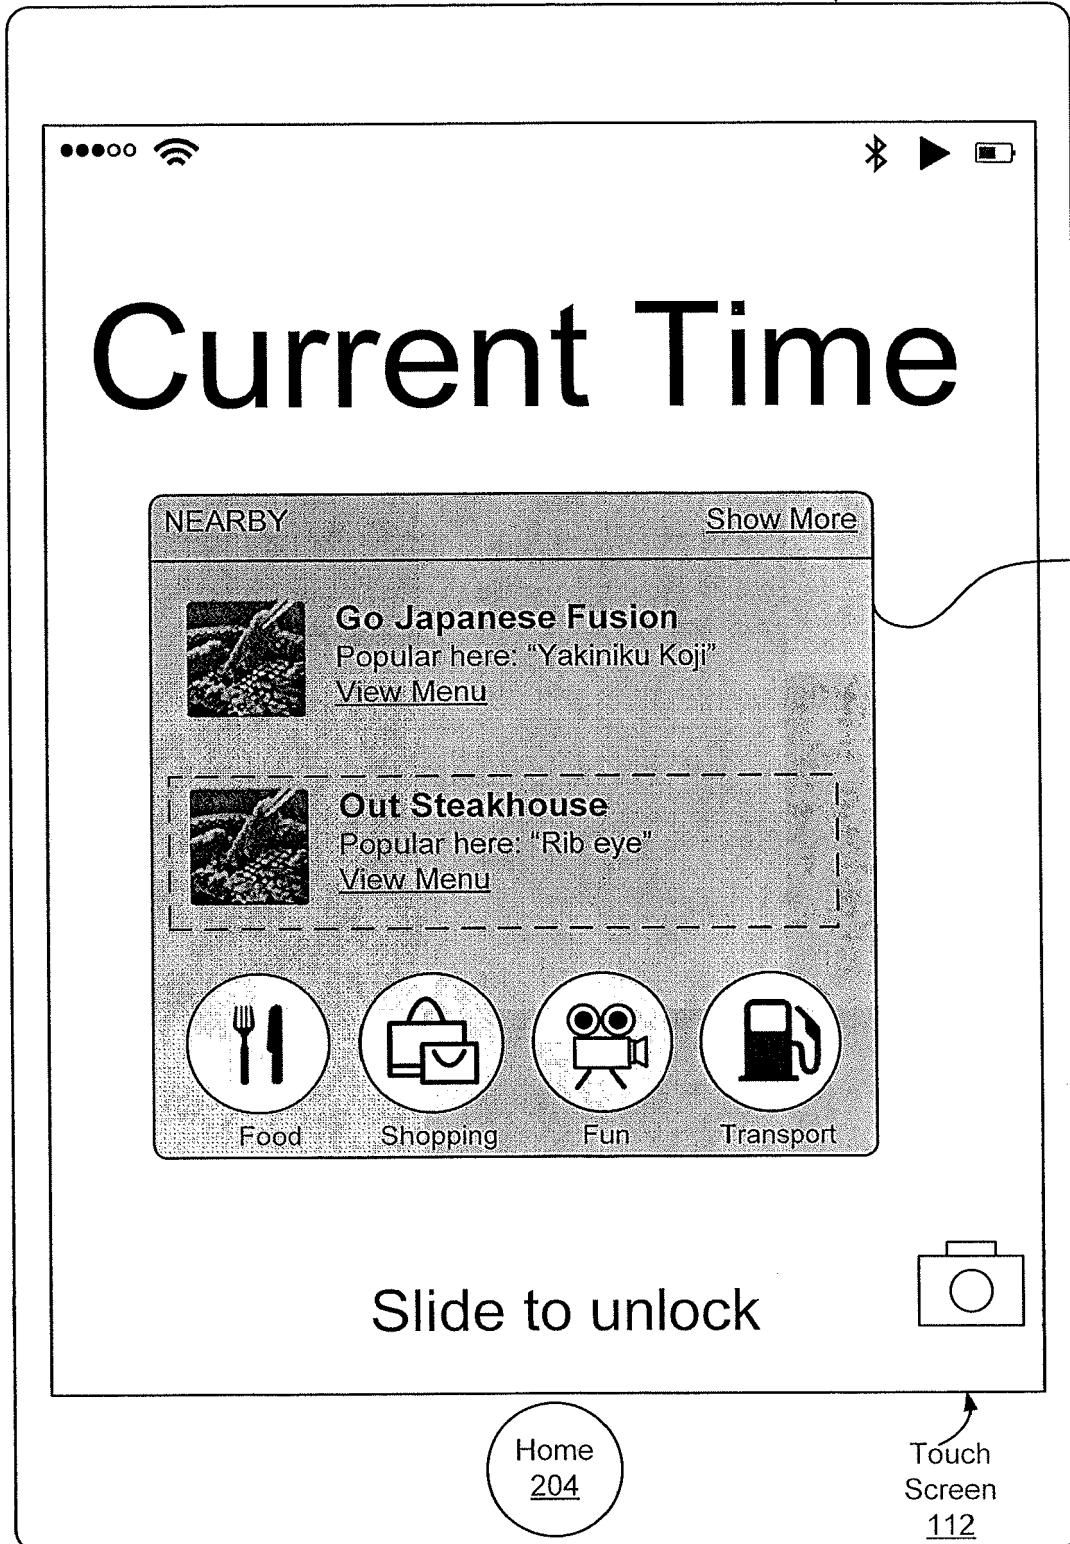 Current Time
NEARBY Show More
Go Japanese Fusion
Popular here: “Yakiniku Koji”
View Menu
Out Steakhouse
Popular here: “Rib eye”
View Menu
Food Shopping Fun Transport
Slide to unlock
Home
204
Touch
Screen
112